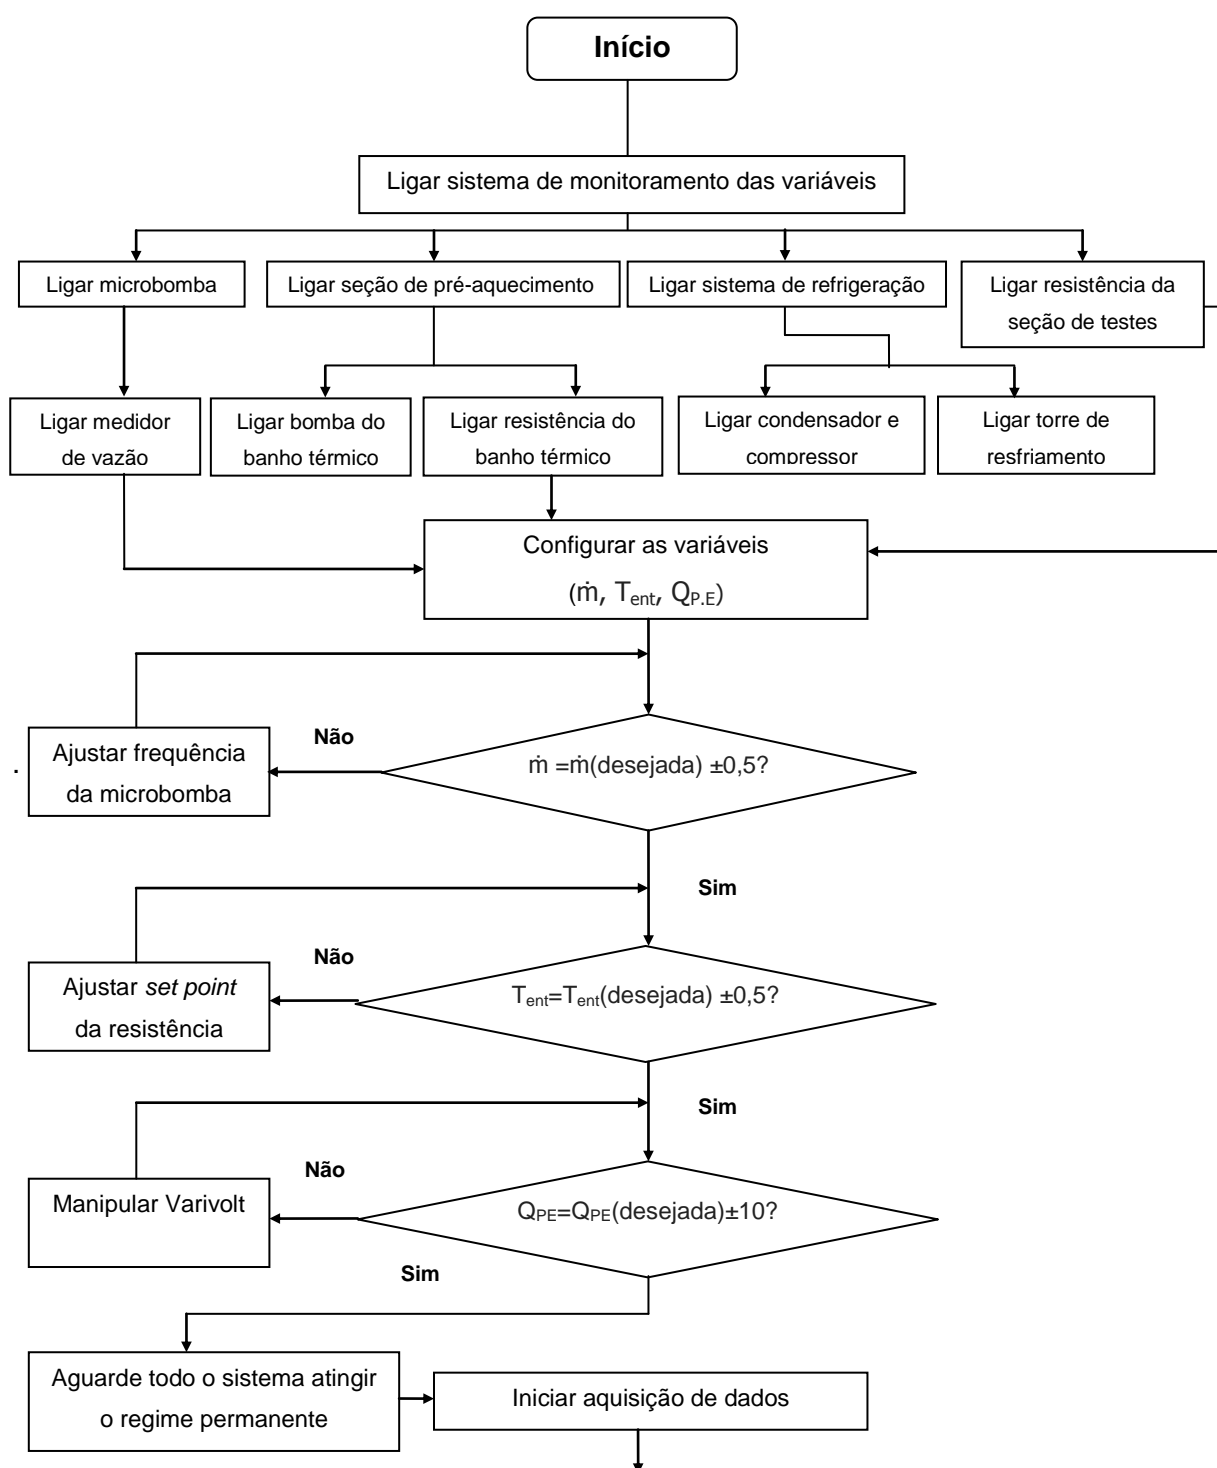 Início
Ligar sistema de monitoramento das variáveis
Ligar microbomba
Ligar seção de pré-aquecimento
Ligar sistema de refrigeração
Ligar resistência da
seção de testes
Ligar medidor
de vazão
Ligar bomba do
banho térmico
Ligar resistência do
banho térmico
Ligar condensador e
compressor
Ligar torre de
resfriamento
Configurar as variáveis
(ṁ, Tent, QP.E)
Não
Ajustar frequência
da microbomba
.
ṁ =ṁ(desejada) ±0,5?
Sim
Não
Ajustar set point
da resistência
Tent=Tent(desejada) ±0,5?
Sim
Não
Manipular Varivolt
QPE=QPE(desejada)±10?
Sim
Aguarde todo o sistema atingir
o regime permanente
Iniciar aquisição de dados